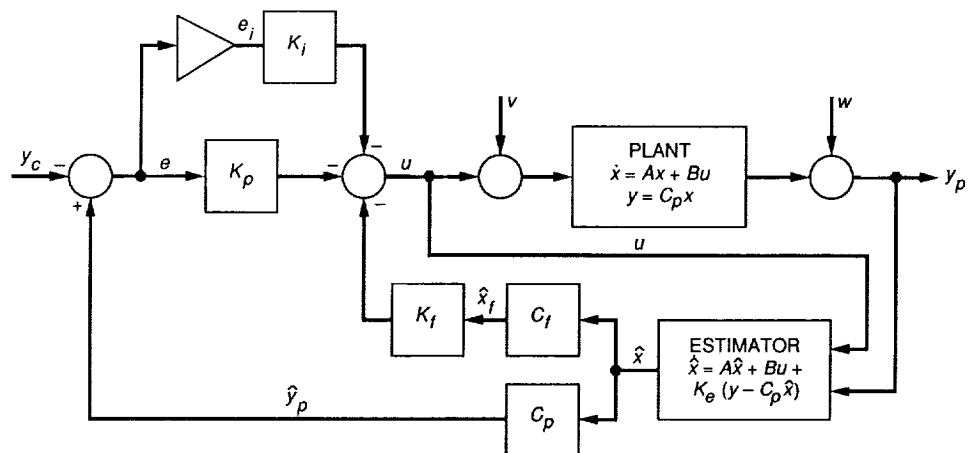 e_i
K_i
v
w
y_c
−
e
K_p
−
−
−
u
PLANT
ẋ = Ax + Bu
y = C_p x
y_p
+
u
K_f
x̂_f
C_f
x̂
ESTIMATOR
x̂̇ = Ax̂ + Bu +
K_e (y – C_p x̂)
ŷ_p
C_p